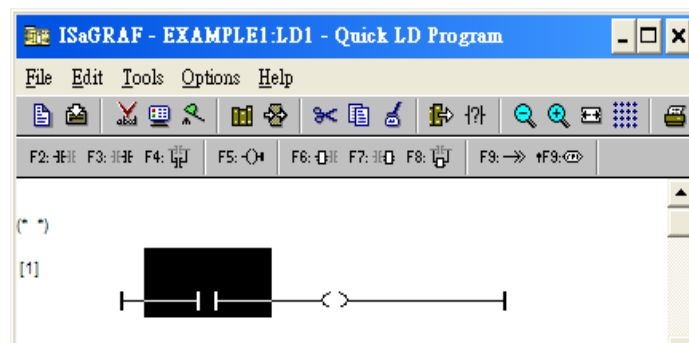 ISaGRAF - EXAMPLE1:LD1 - Quick LD Program
File Edit Tools Options Help
F2: F3: F4: F5: F6: F7: F8: F9: ↑F9:
(* *)
[1]